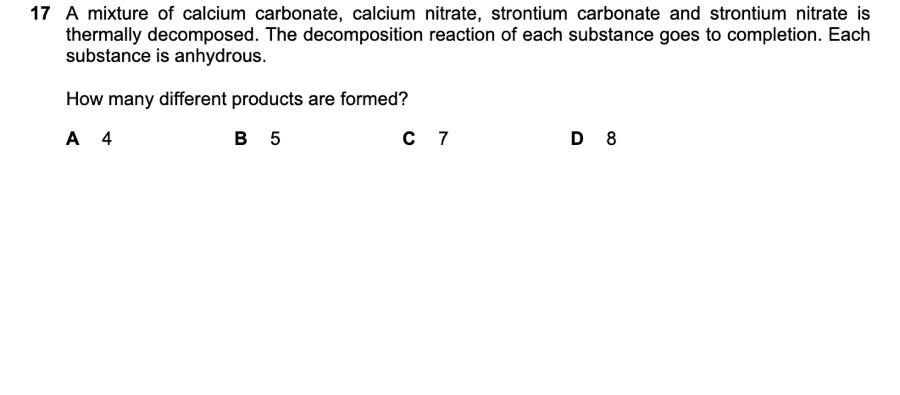 17 A mixture of calcium carbonate, calcium nitrate, strontium carbonate and strontium nitrate is
thermally decomposed. The decomposition reaction of each substance goes to completion. Each
substance is anhydrous.
How many different products are formed?
A 4 B 5 C 7 D 8